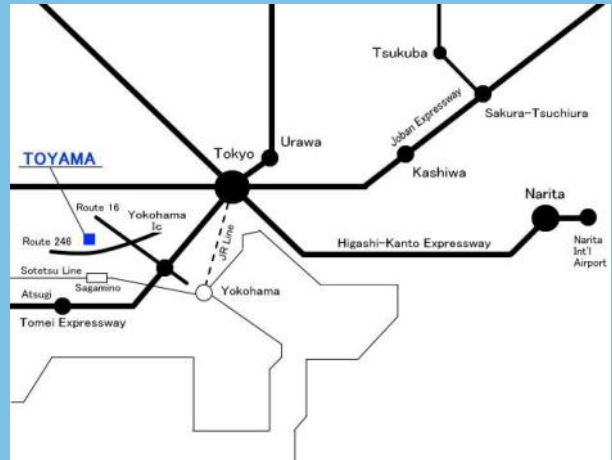 Tsukuba
Joban Expressway
Sakura-Tsuchiura
Urawa
Tokyo
Kashiwa
TOYAMA
Narita
Route 16
Yokohama
Ic
Route 246
JR Line
Higashi-Kanto Expressway
Narita
Int'l
Airport
Sotetsu Line
Sagamino
Yokohama
Atsugi
Tomei Expressway